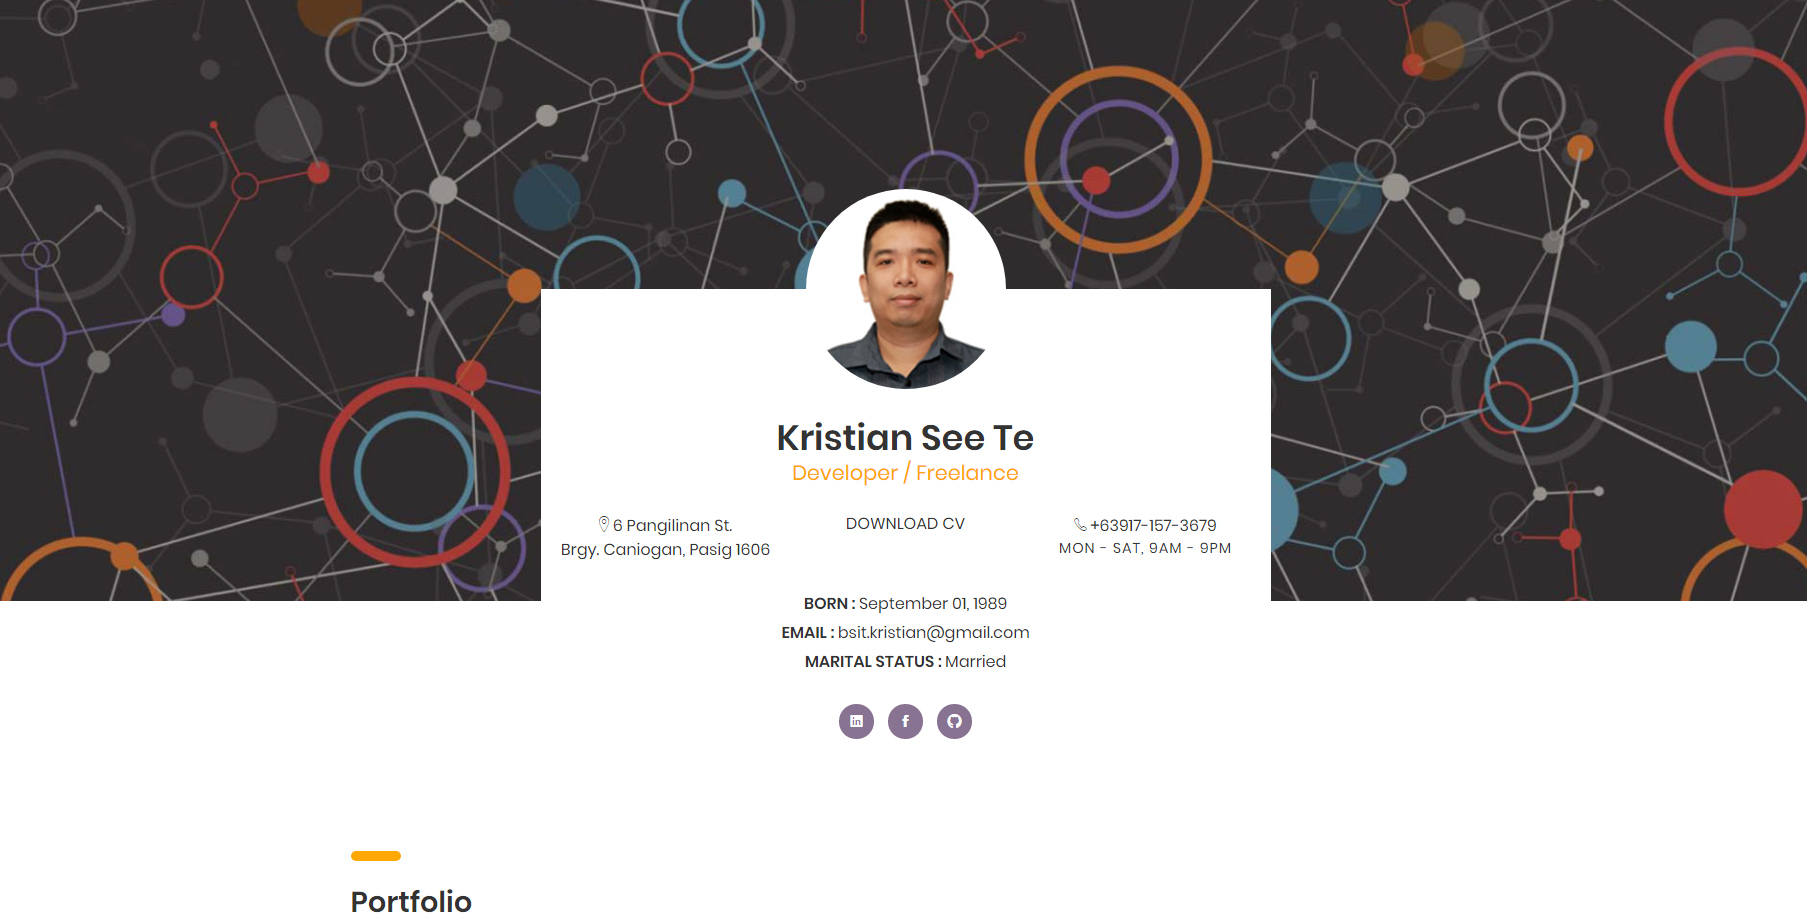 Kristian See Te
Developer / Freelance
6 Pangilinan St.
Brgy. Caniogan, Pasig 1606
DOWNLOAD CV
+63917-157-3679
MON - SAT, 9AM - 9PM
BORN : September 01, 1989
EMAIL : bsit.kristian@gmail.com
MARITAL STATUS : Married
Portfolio